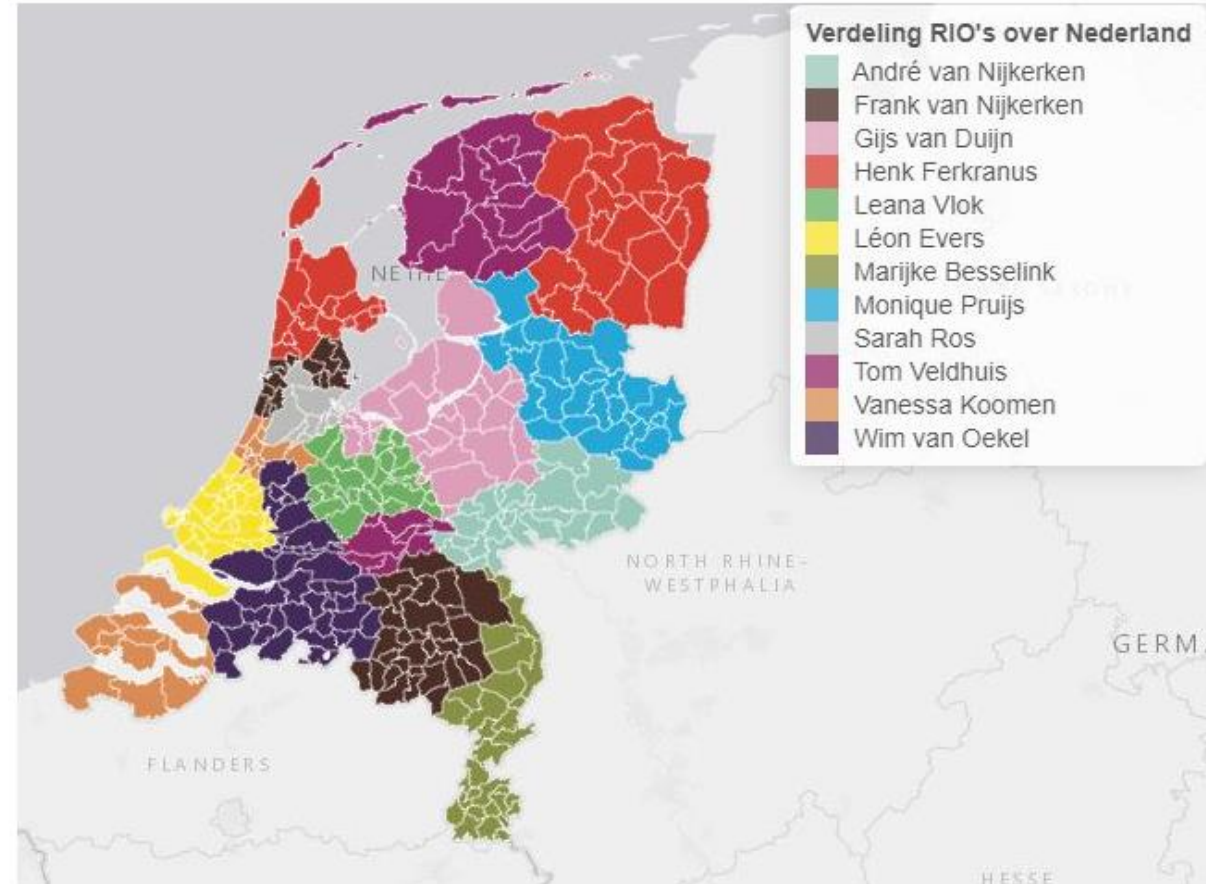 Verdeling RIO's over Nederland
André van Nijkerken
Frank van Nijkerken
Gijs van Duijn
Henk Ferkranus
Leana Vlok
Léon Evers
Marijke Besselink
Monique Pruijs
Sarah Ros
Tom Veldhuis
Vanessa Koomen
Wim van Oekel
NETHE
NORTH RHINE-
WESTPHALIA
GERM
FLANDERS
HESSE